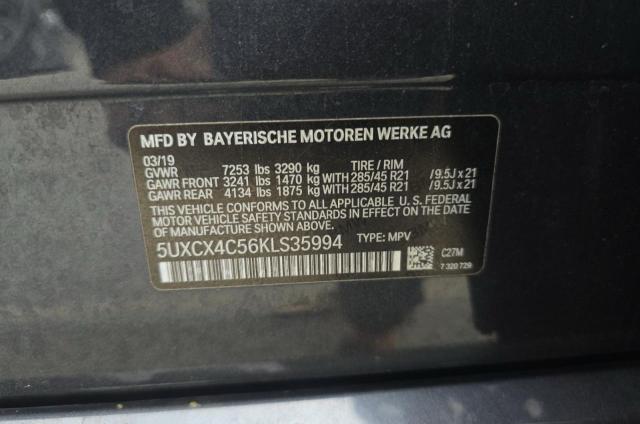 MFD BY BAYERISCHE MOTOREN WERKE AG
03/19
GVWR 7253 lbs 3290 kg TIRE / RIM
GAWR FRONT 3241 lbs 1470 kg WITH 285/45 R21 /9.5J x 21
GAWR REAR 4134 lbs 1875 kg WITH 285/45 R21 /9.5J x 21
THIS VEHICLE CONFORMS TO ALL APPLICABLE U. S. FEDERAL
MOTOR VEHICLE SAFETY STANDARDS IN EFFECT ON THE DATE
OF MANUFACTURE SHOWN ABOVE.
5UXCX4C56KLS35994 TYPE: MPV
C27M
7 320 729